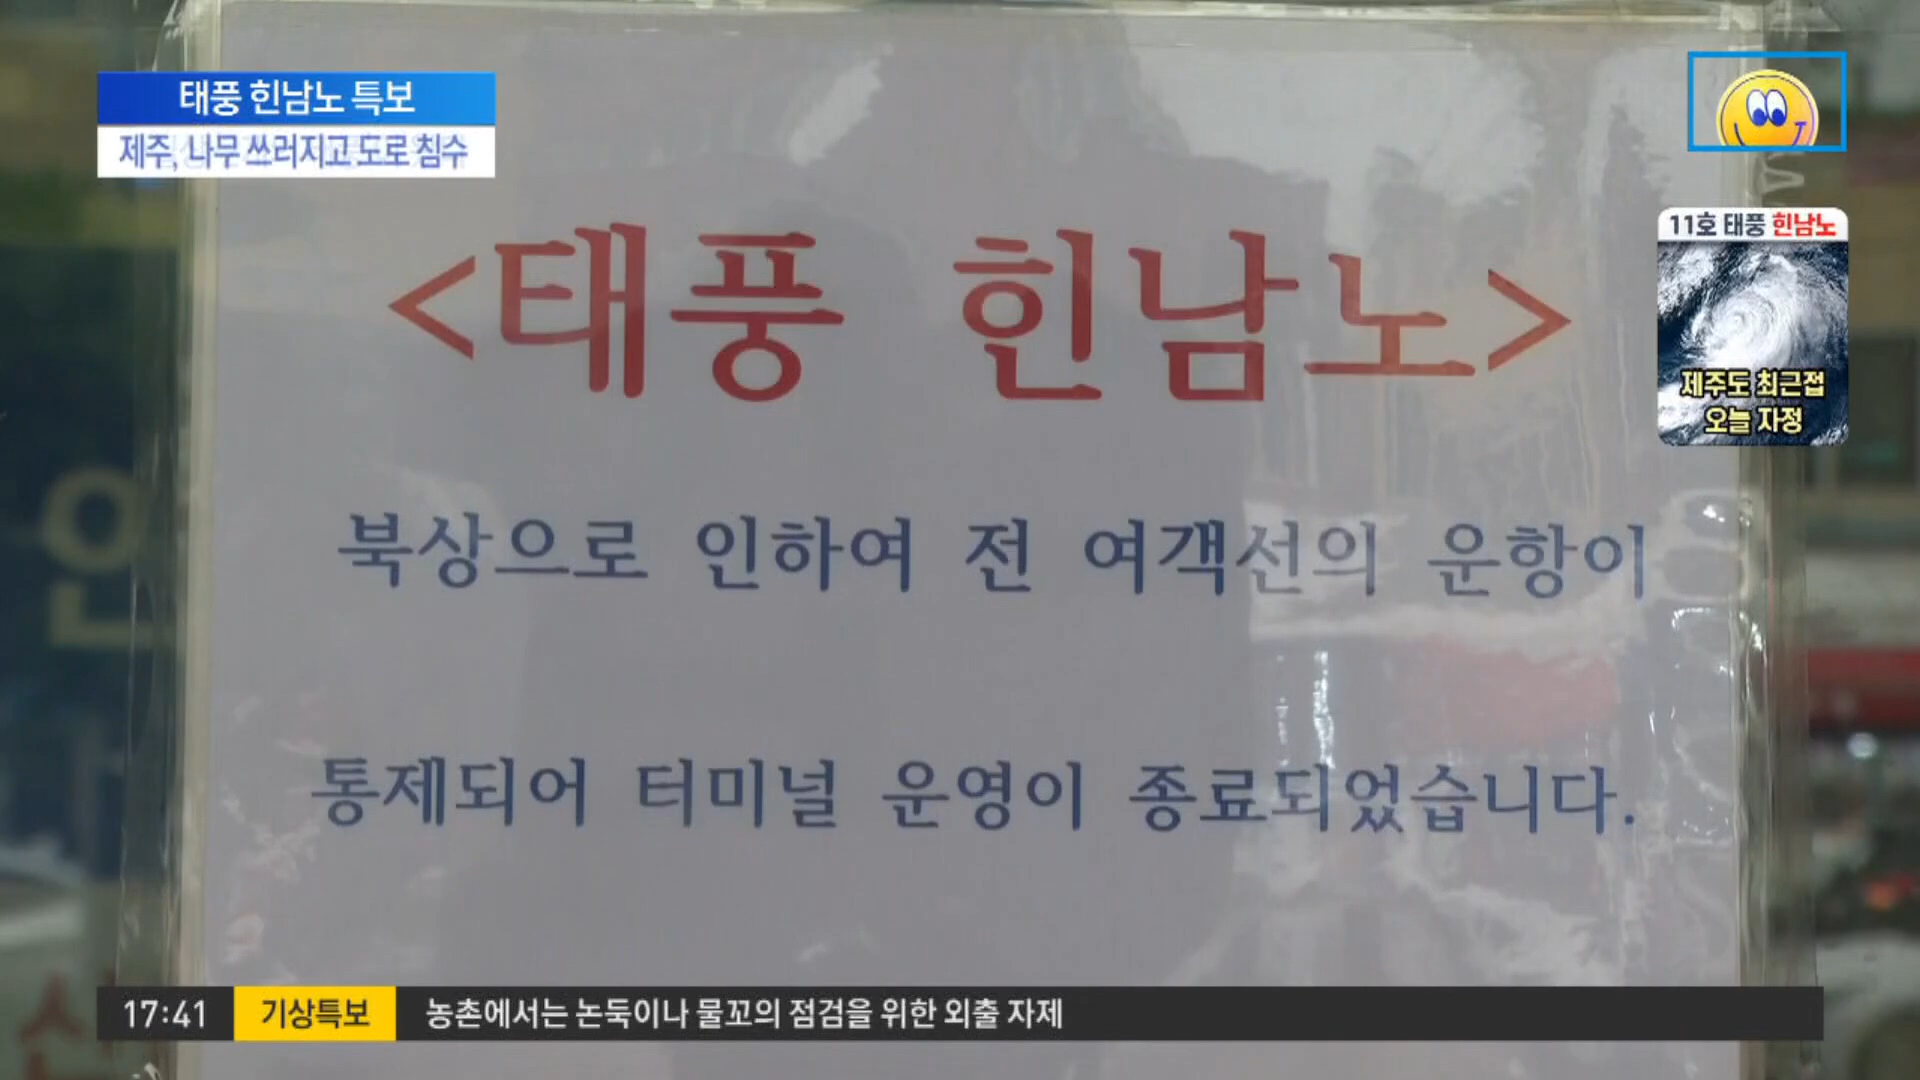 태풍 힌남노 특보
제주, 나무 쓰러지고 도로 침수
11호 태풍 힌남노
제주도 최근접
오늘 자정
<태풍 힌남노>
북상으로 인하여 전 여객선의 운항이
통제되어 터미널 운영이 종료되었습니다.
인
17:41 기상특보 농촌에서는 논둑이나 물꼬의 점검을 위한 외출 자제